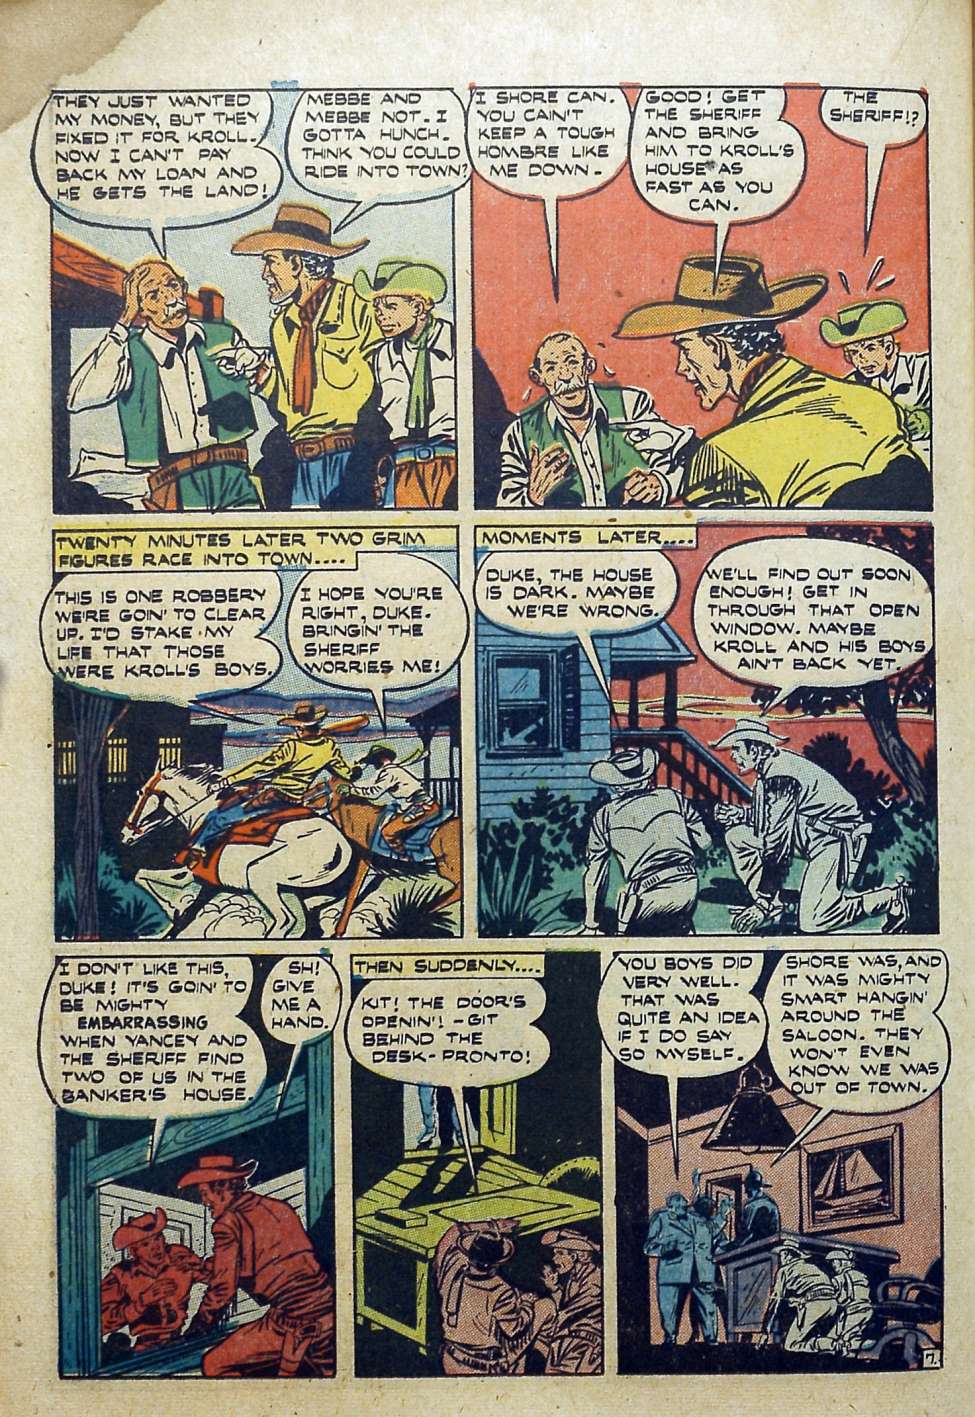 THEY JUST WANTED
MY MONEY, BUT THEY
FIXED IT FOR KROLL.
NOW I CAN'T PAY
BACK MY LOAN AND
HE GETS THE LAND!
MEBBE AND
MEBBE NOT. I
GOTTA HUNCH.
THINK YOU COULD
RIDE INTO TOWN?
I SHORE CAN.
YOU CAIN'T
KEEP A TOUGH
HOMBRE LIKE
ME DOWN.
GOOD! GET
THE SHERIFF
AND BRING
HIM TO KROLL'S
HOUSE AS
FAST AS YOU
CAN.
THE
SHERIFF!?
TWENTY MINUTES LATER TWO GRIM
FIGURES RACE INTO TOWN....
THIS IS ONE ROBBERY
WE'RE GOIN' TO CLEAR
UP. I'D STAKE MY
LIFE THAT THOSE
WERE KROLL'S BOYS.
I HOPE YOU'RE
RIGHT, DUKE.
BRINGIN' THE
SHERIFF
WORRIES ME!
MOMENTS LATER....
DUKE, THE HOUSE
IS DARK. MAYBE
WE'RE WRONG.
WE'LL FIND OUT SOON
ENOUGH! GET IN
THROUGH THAT OPEN
WINDOW. MAYBE
KROLL AND HIS BOYS
AIN'T BACK YET.
I DON'T LIKE THIS,
DUKE! IT'S GOIN' TO
BE MIGHTY
EMBARRASSING
WHEN YANCEY AND
THE SHERIFF FIND
TWO OF US IN THE
BANKER'S HOUSE.
SH!
GIVE
ME A
HAND.
THEN SUDDENLY....
KIT! THE DOOR'S
OPENIN'! - GIT
BEHIND THE
DESK - PRONTO!
YOU BOYS DID
VERY WELL.
THAT WAS
QUITE AN IDEA
IF I DO SAY
SO MYSELF.
SHORE WAS, AND
IT WAS MIGHTY
SMART HANGIN'
AROUND THE
SALOON. THEY
WON'T EVEN
KNOW WE WAS
OUT OF TOWN.
7.